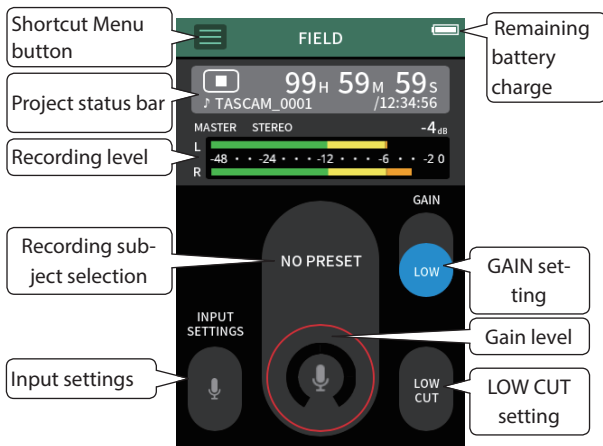 Shortcut Menu
button
FIELD
Remaining
battery
charge
Project status bar
99H 59M 59S
♪ TASCAM_0001
/12:34:56
MASTER STEREO
-4dB
Recording level
L
-48 · · -24 · · · -12 · · · -6 · · -2 0
R
GAIN
Recording sub-
ject selection
NO PRESET
LOW
GAIN set-
ting
INPUT
SETTINGS
Gain level
Input settings
LOW
CUT
LOW CUT
setting